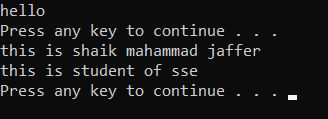 hello
Press any key to continue . . .
this is shaik mahammad jaffer
this is student of sse
Press any key to continue . . .